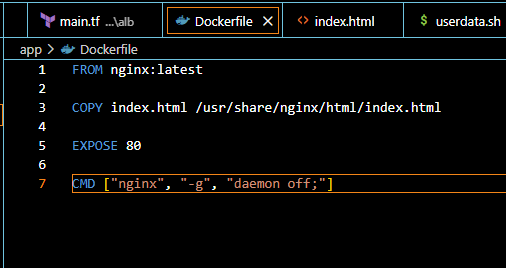 main.tf ...\alb
Dockerfile
index.html
userdata.sh
app > Dockerfile
1 FROM nginx:latest
2
3 COPY index.html /usr/share/nginx/html/index.html
4
5 EXPOSE 80
6
7 CMD ["nginx", "-g", "daemon off;"]